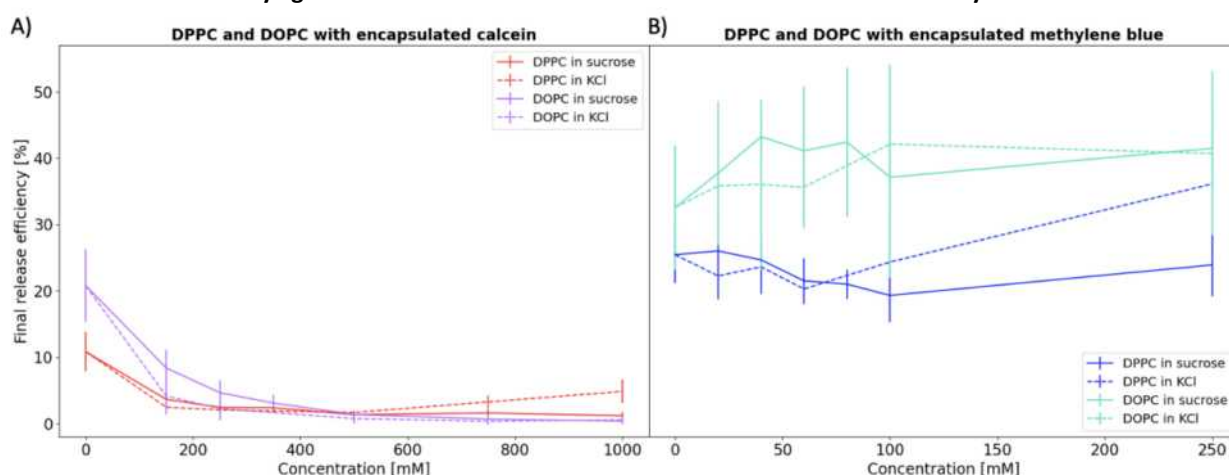 A)
DPPC and DOPC with encapsulated calcein
Final release efficiency [%]
50
40
30
20
10
0
DPPC in sucrose
DPPC in KCl
DOPC in sucrose
DOPC in KCl
0
200
400
600
800
1000
Concentration [mM]
B)
DPPC and DOPC with encapsulated methylene blue
DPPC in sucrose
DPPC in KCl
DOPC in sucrose
DOPC in KCl
0
50
100
150
200
250
Concentration [mM]